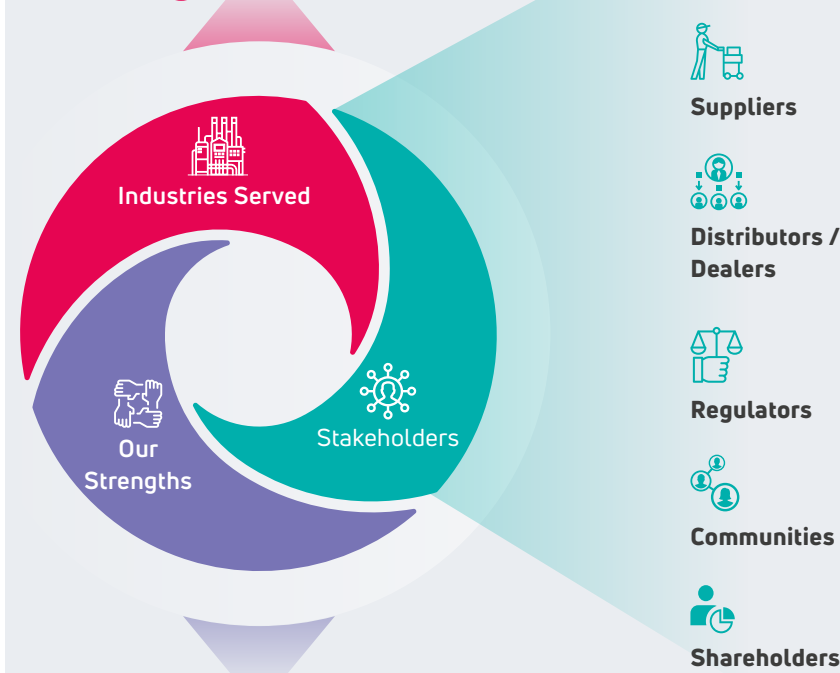 Industries Served
Our
Strengths
Stakeholders
Suppliers
Distributors /
Dealers
Regulators
Communities
Shareholders